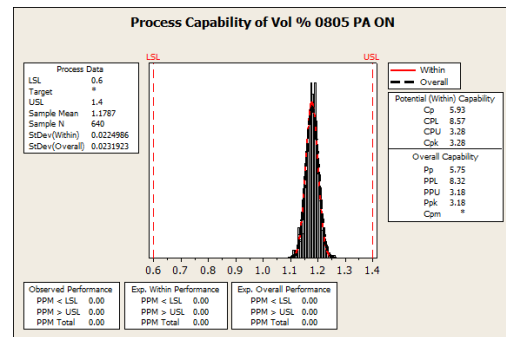 Process Capability of Vol % 0805 PA ON
LSL
USL
Process Data
LSL 0.6
Target *
USL 1.4
Sample Mean 1.1787
Sample N 640
StDev(Within) 0.0224986
StDev(Overall) 0.0231923
Within
Overall
Potential (Within) Capability
Cp 5.93
CPL 8.57
CPU 3.28
Cpk 3.28
Overall Capability
Pp 5.75
PPL 8.32
PPU 3.18
Ppk 3.18
Cpm *
0.6 0.7 0.8 0.9 1.0 1.1 1.2 1.3 1.4
Observed Performance
PPM < LSL 0.00
PPM > USL 0.00
PPM Total 0.00
Exp. Within Performance
PPM < LSL 0.00
PPM > USL 0.00
PPM Total 0.00
Exp. Overall Performance
PPM < LSL 0.00
PPM > USL 0.00
PPM Total 0.00